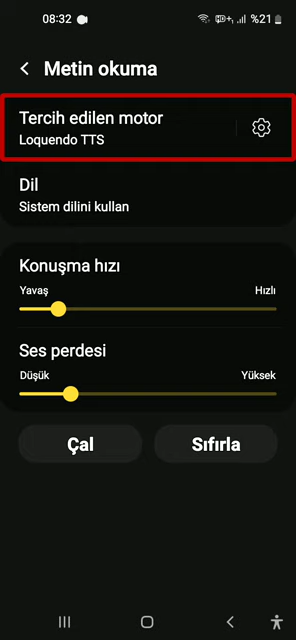 08:32 %21
Metin okuma
Tercih edilen motor
Loquendo TTS
Dil
Sistem dilini kullan
Konuşma hızı
Yavaş Hızlı
Ses perdesi
Düşük Yüksek
Çal Sıfırla